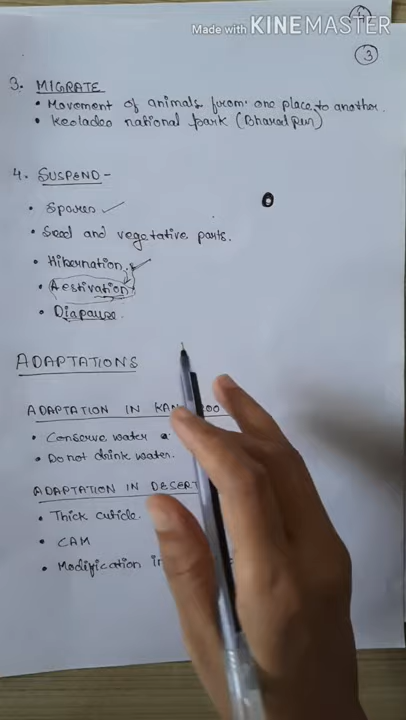 Made with KINEMASTER
3
3. MIGRATE
• Movement of animals from one place to another.
• Keoladeo national park (Bharatpur)
4. SUSPEND -
• Spores
• Seed and vegetative parts.
• Hibernation.
• Aestivation
• Diapause.
ADAPTATIONS
ADAPTATION IN
• Conserve water
• Do not drink water.
ADAPTATION IN DESERT
• Thick cuticle.
• CAM
• Modification in